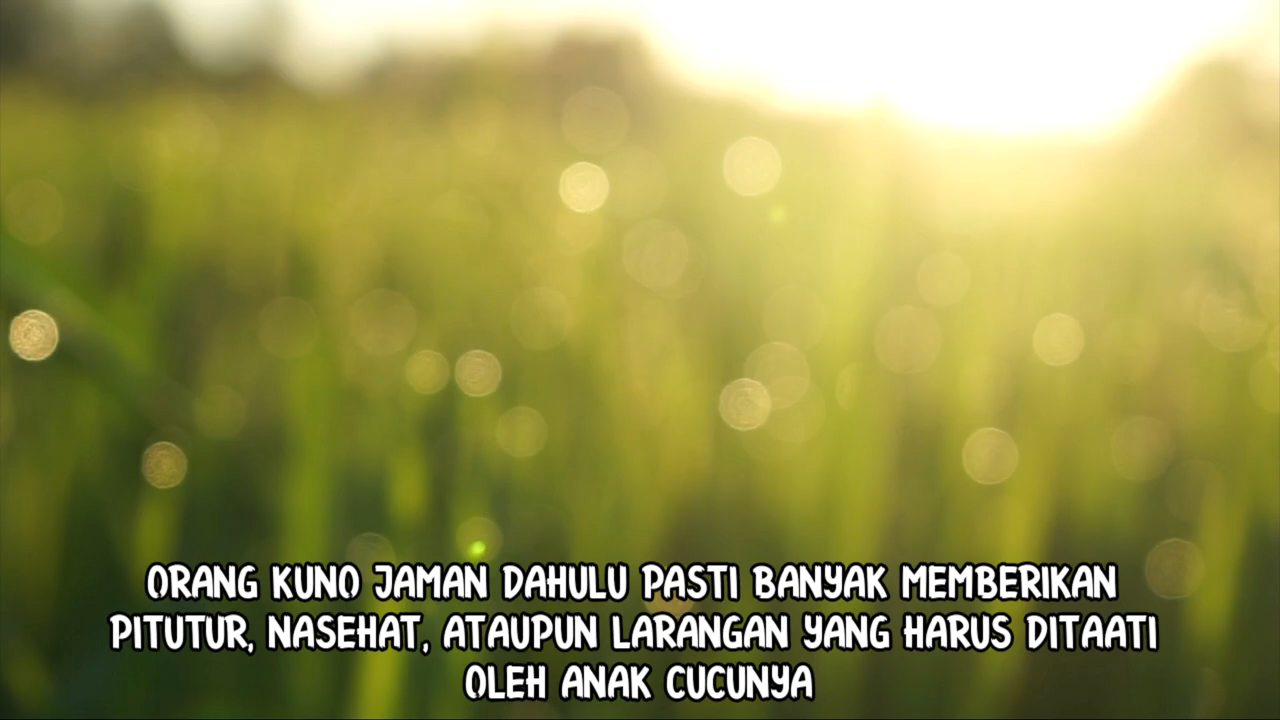 ORANG KUNO JAMAN DAHULU PASTI BANYAK MEMBERIKAN
PITUTUR, NASEHAT, ATAUPUN LARANGAN YANG HARUS DITAATI
OLEH ANAK CUCUNYA